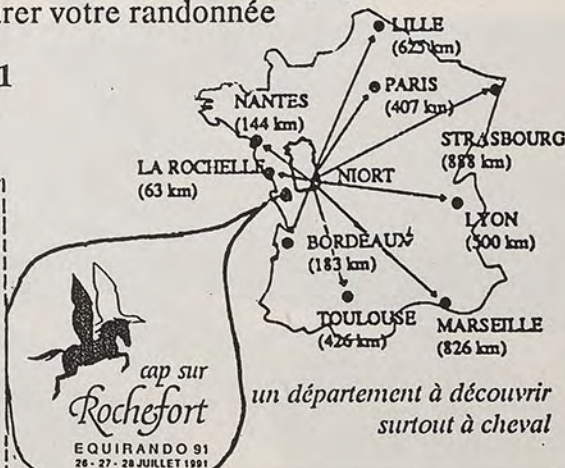 rer votre randonnée
1
LILLE
(625 km)
PARIS
(407 km)
NANTES
(144 km)
STRASBOURG
(888 km)
LA ROCHELLE
(63 km)
NIORT
LYON
(500 km)
BORDEAUX
(183 km)
TOULOUSE
(426 km)
MARSEILLE
(826 km)
cap sur
Rochefort
EQUIRANDO 91
26 - 27 - 28 JUILLET 1991
un département à découvrir
surtout à cheval